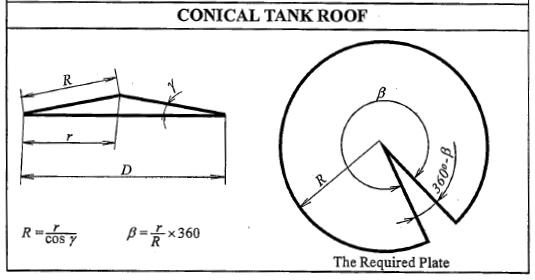 CONICAL TANK ROOF
R
γ
r
D
β
R
360°-β
R = r/cos γ
β = r/R × 360
The Required Plate